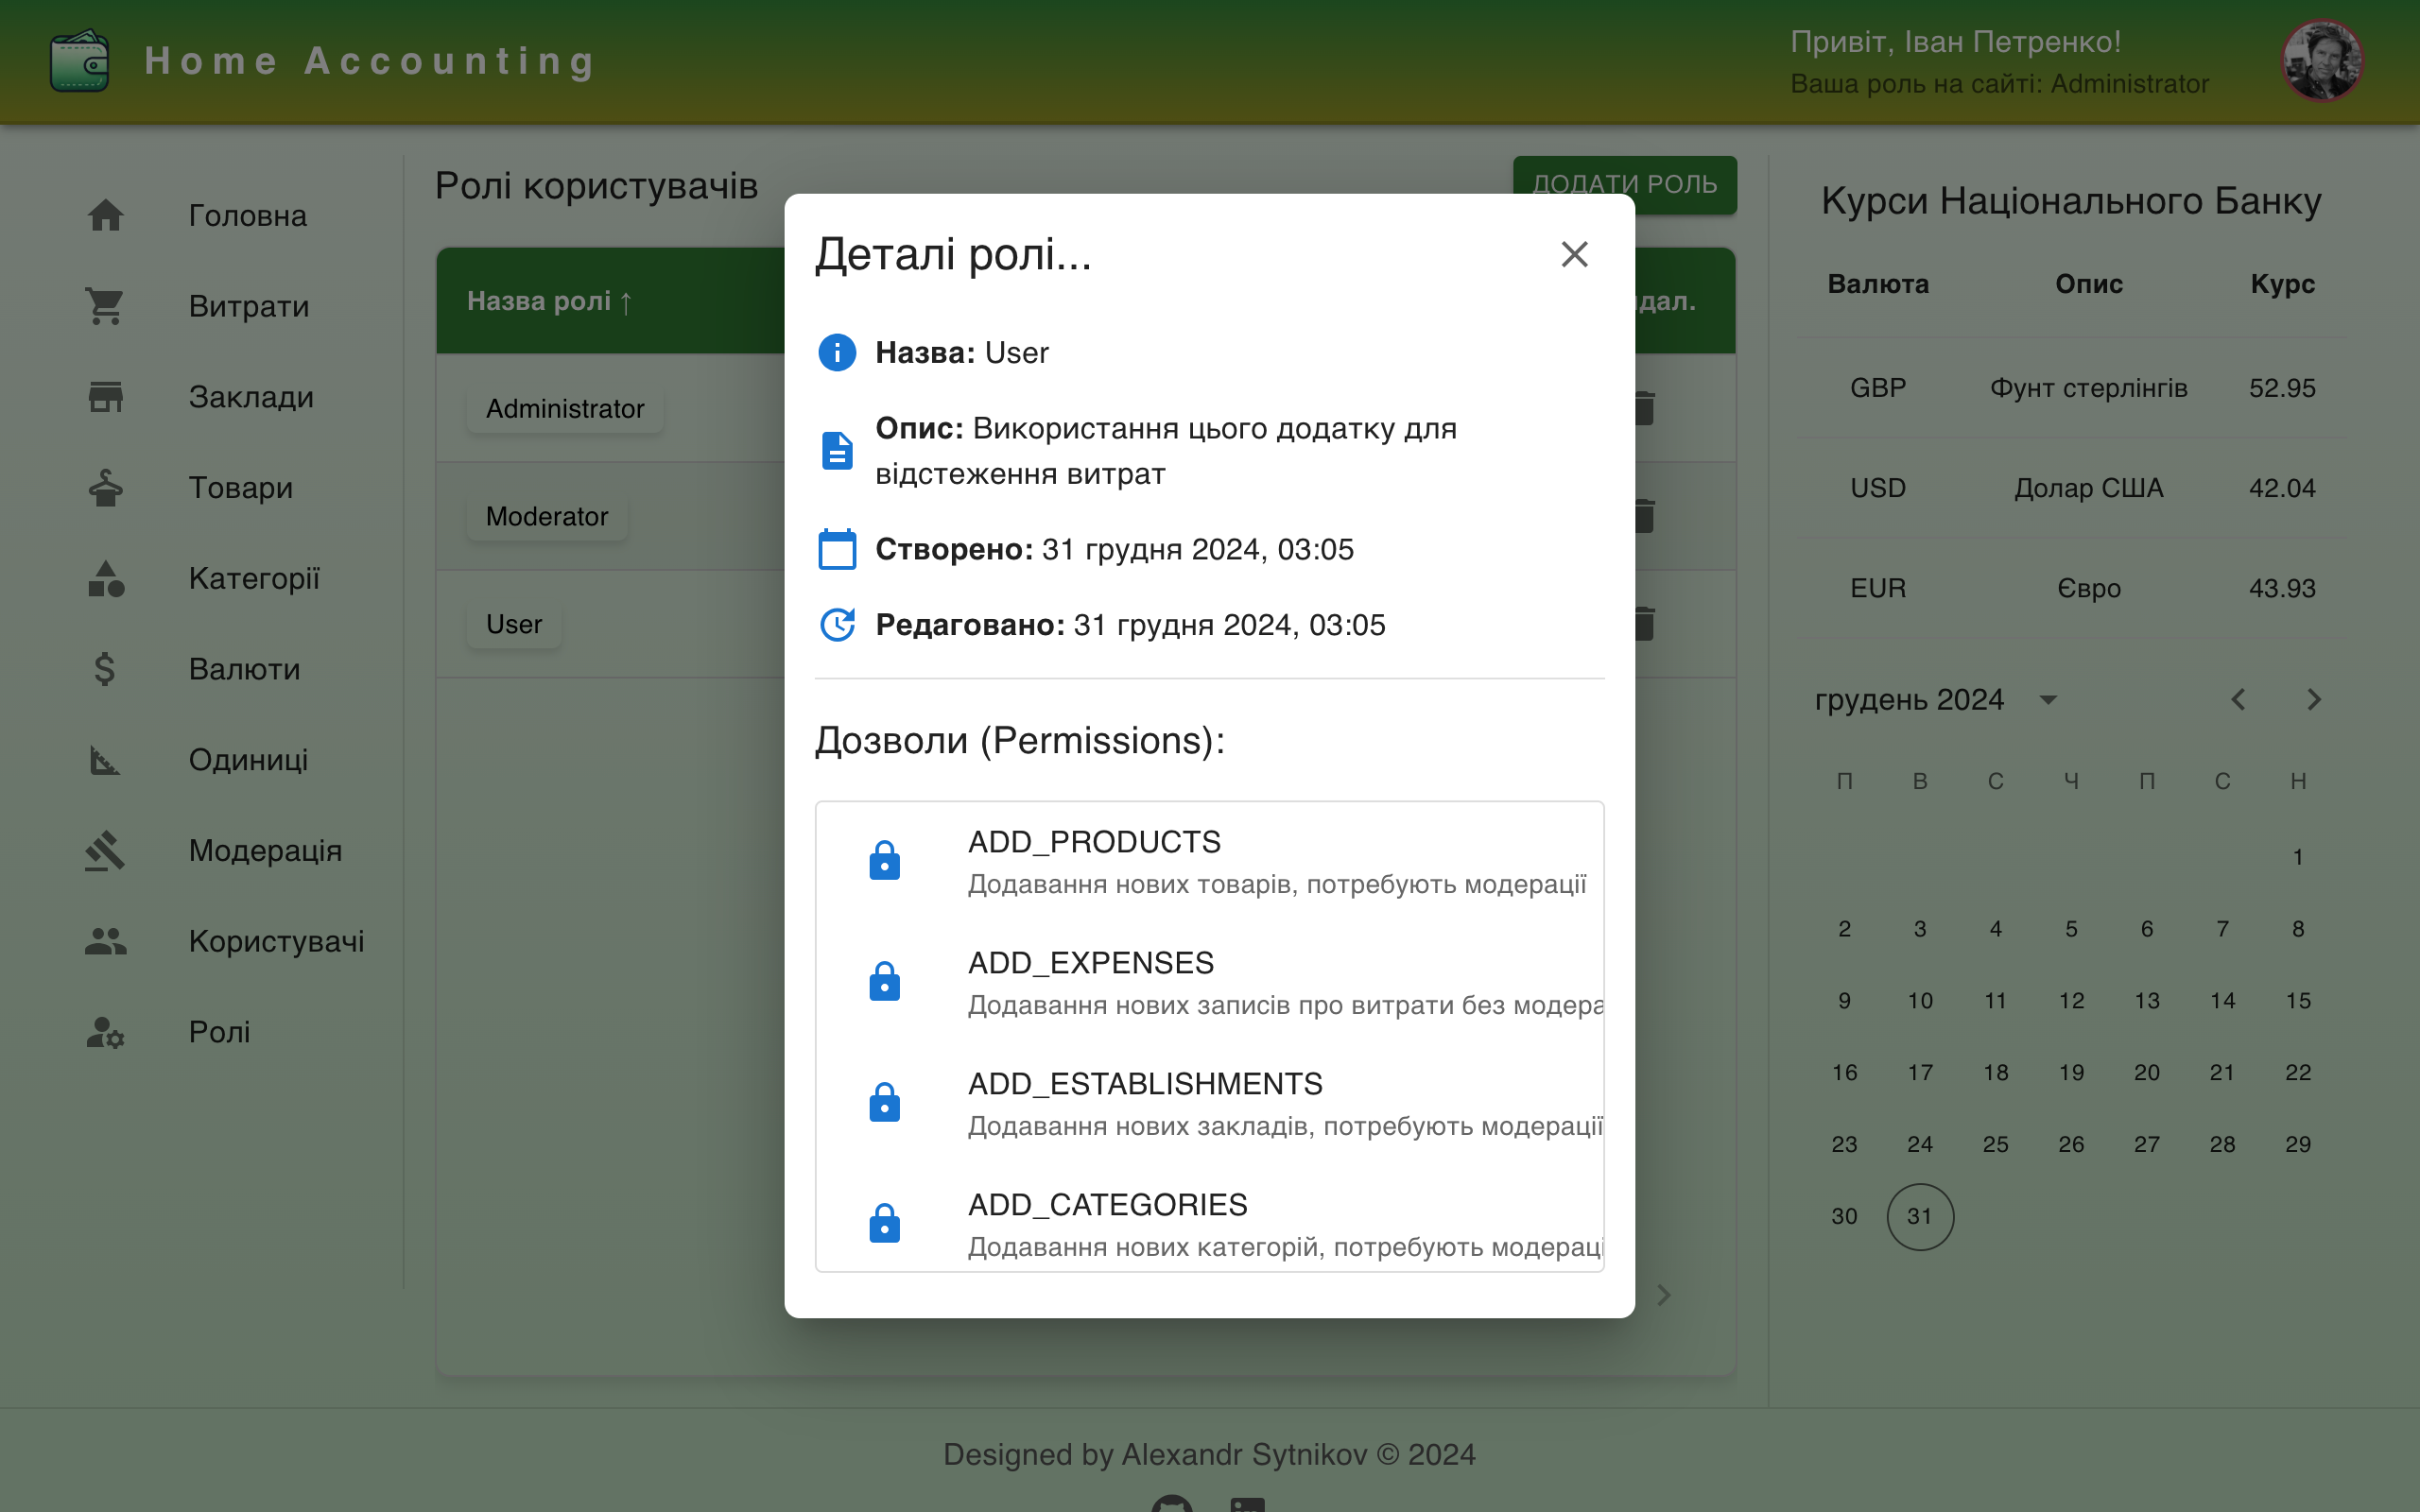 Home Accounting
Привіт, Іван Петренко!
Ваша роль на сайті: Administrator
Головна
Витрати
Заклади
Товари
Категорії
Валюти
Одиниці
Модерація
Користувачі
Ролі
Ролі користувачів
ДОДАТИ РОЛЬ
Назва ролі ↑
Administrator
Moderator
User
Деталі ролі...
Назва: User
Опис: Використання цього додатку для
відстеження витрат
Створено: 31 грудня 2024, 03:05
Редаговано: 31 грудня 2024, 03:05
Дозволи (Permissions):
ADD_PRODUCTS
Додавання нових товарів, потребують модерації
ADD_EXPENSES
Додавання нових записів про витрати без
ADD_ESTABLISHMENTS
Додавання нових закладів, потребують модерації
ADD_CATEGORIES
Додавання нових категорій, потребують
Курси Національного Банку
Валюта Опис Курс
GBP Фунт стерлінгів 52.95
USD Долар США 42.04
EUR Євро 43.93
грудень 2024
П В С Ч П С Н
1
2 3 4 5 6 7 8
9 10 11 12 13 14 15
16 17 18 19 20 21 22
23 24 25 26 27 28 29
30 31
Designed by Alexandr Sytnikov © 2024